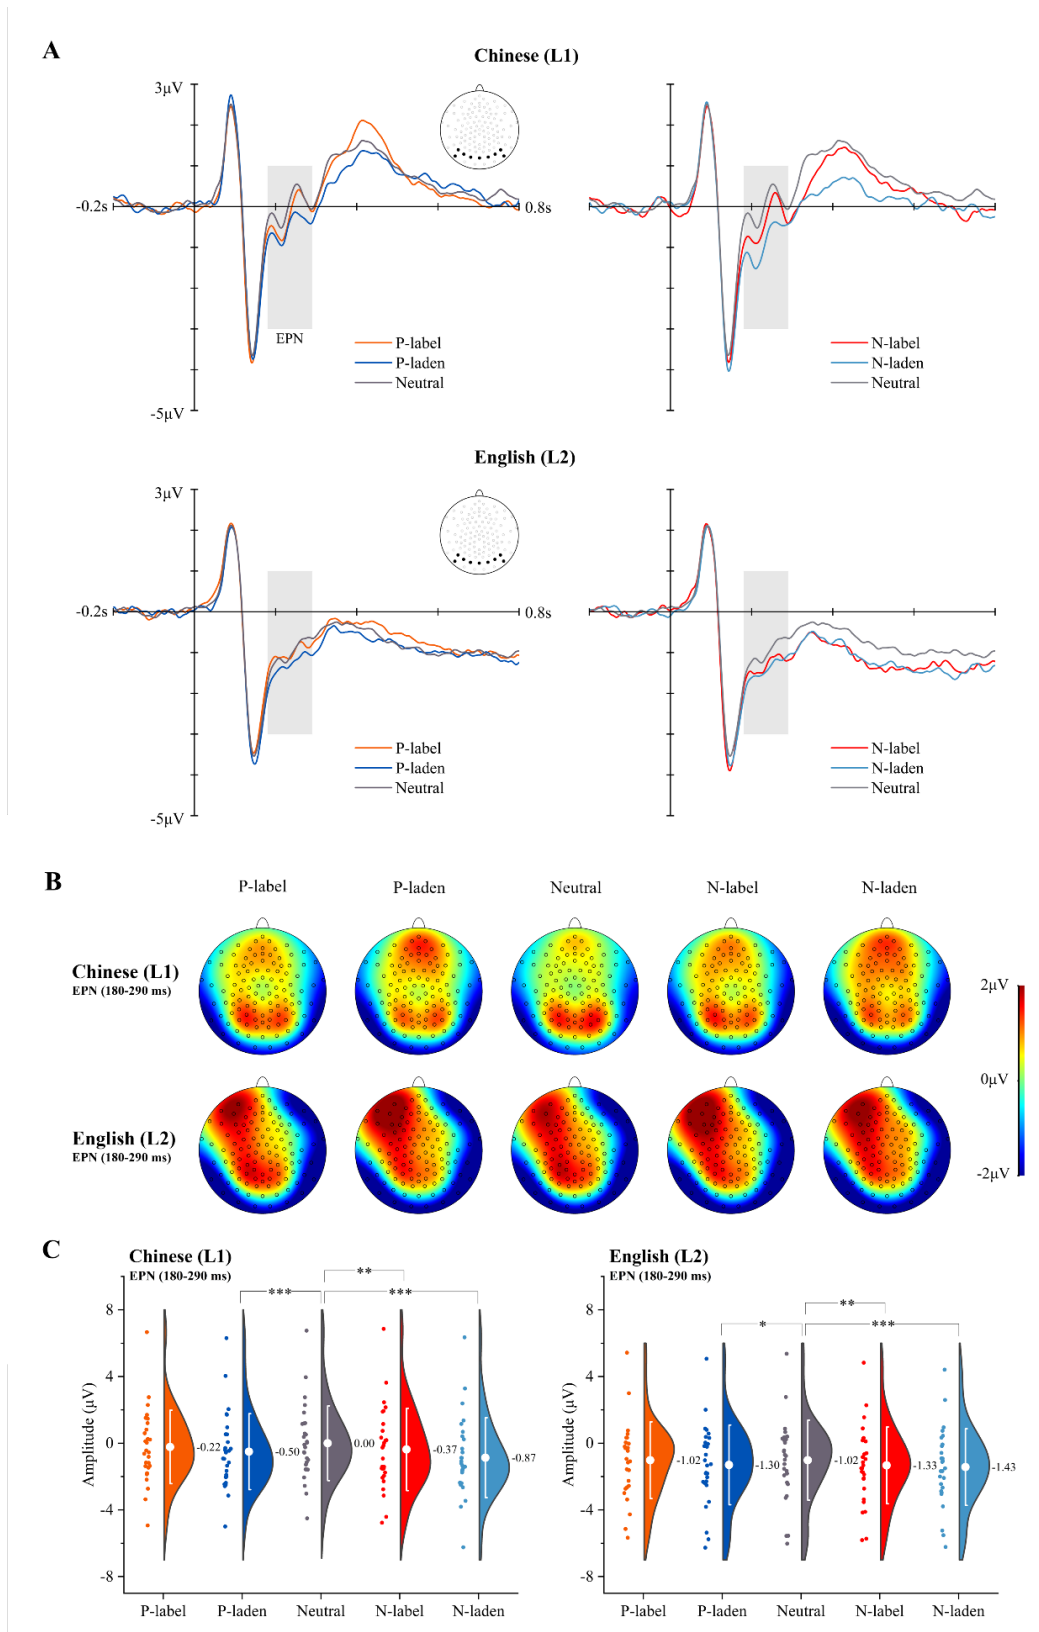 A
Chinese (L1)
3μV
-0.2s
0.8s
EPN
P-label
P-laden
Neutral
N-label
N-laden
Neutral
-5μV
English (L2)
3μV
-0.2s
0.8s
P-label
P-laden
Neutral
N-label
N-laden
Neutral
-5μV
B
P-label P-laden Neutral N-label N-laden
Chinese (L1)
EPN (180-290 ms)
2μV
0μV
-2μV
English (L2)
EPN (180-290 ms)
C
Chinese (L1)
EPN (180-290 ms)
** 
*** ***
Amplitude (μV)
8
4
0
-4
-8
-0.22 -0.50 0.00 -0.37 -0.87
P-label P-laden Neutral N-label N-laden
English (L2)
EPN (180-290 ms)
**
* ***
Amplitude (μV)
8
4
0
-4
-8
-1.02 -1.30 -1.02 -1.33 -1.43
P-label P-laden Neutral N-label N-laden